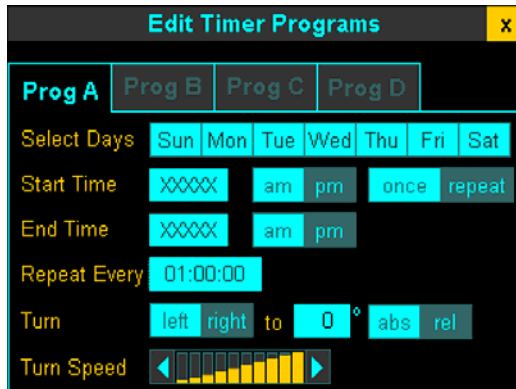 Edit Timer Programs x
Prog A Prog B Prog C Prog D
Select Days Sun Mon Tue Wed Thu Fri Sat
Start Time XXXXX am pm once repeat
End Time XXXXX am pm
Repeat Every 01:00:00
Turn left right to 0 ° abs rel
Turn Speed